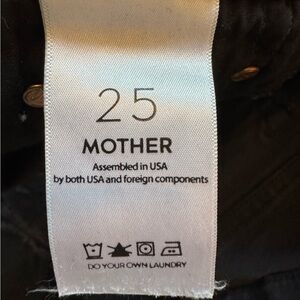 25
MOTHER
Assembled in USA
by both USA and foreign components
DO YOUR OWN LAUNDRY